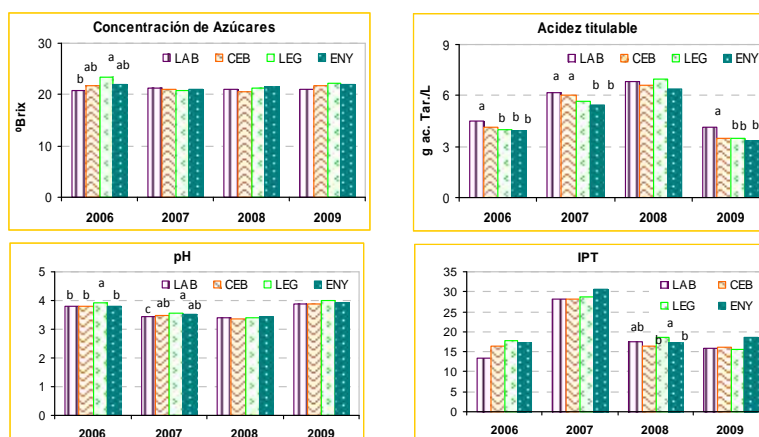 Concentración de Azúcares
LAB CEB LEG ENY
ºBrix
30
20
10
0
b ab a ab
2006 2007 2008 2009
Acidez titulable
LAB CEB LEG ENY
g ac. Tar./L
9
6
3
0
a b b b
a a b b
a b b b
2006 2007 2008 2009
pH
LAB CEB LEG ENY
5
4
3
2
1
0
b b a b
c ab a ab
2006 2007 2008 2009
IPT
LAB CEB
LEG ENY
35
30
25
20
15
10
5
0
ab b a b
2006 2007 2008 2009